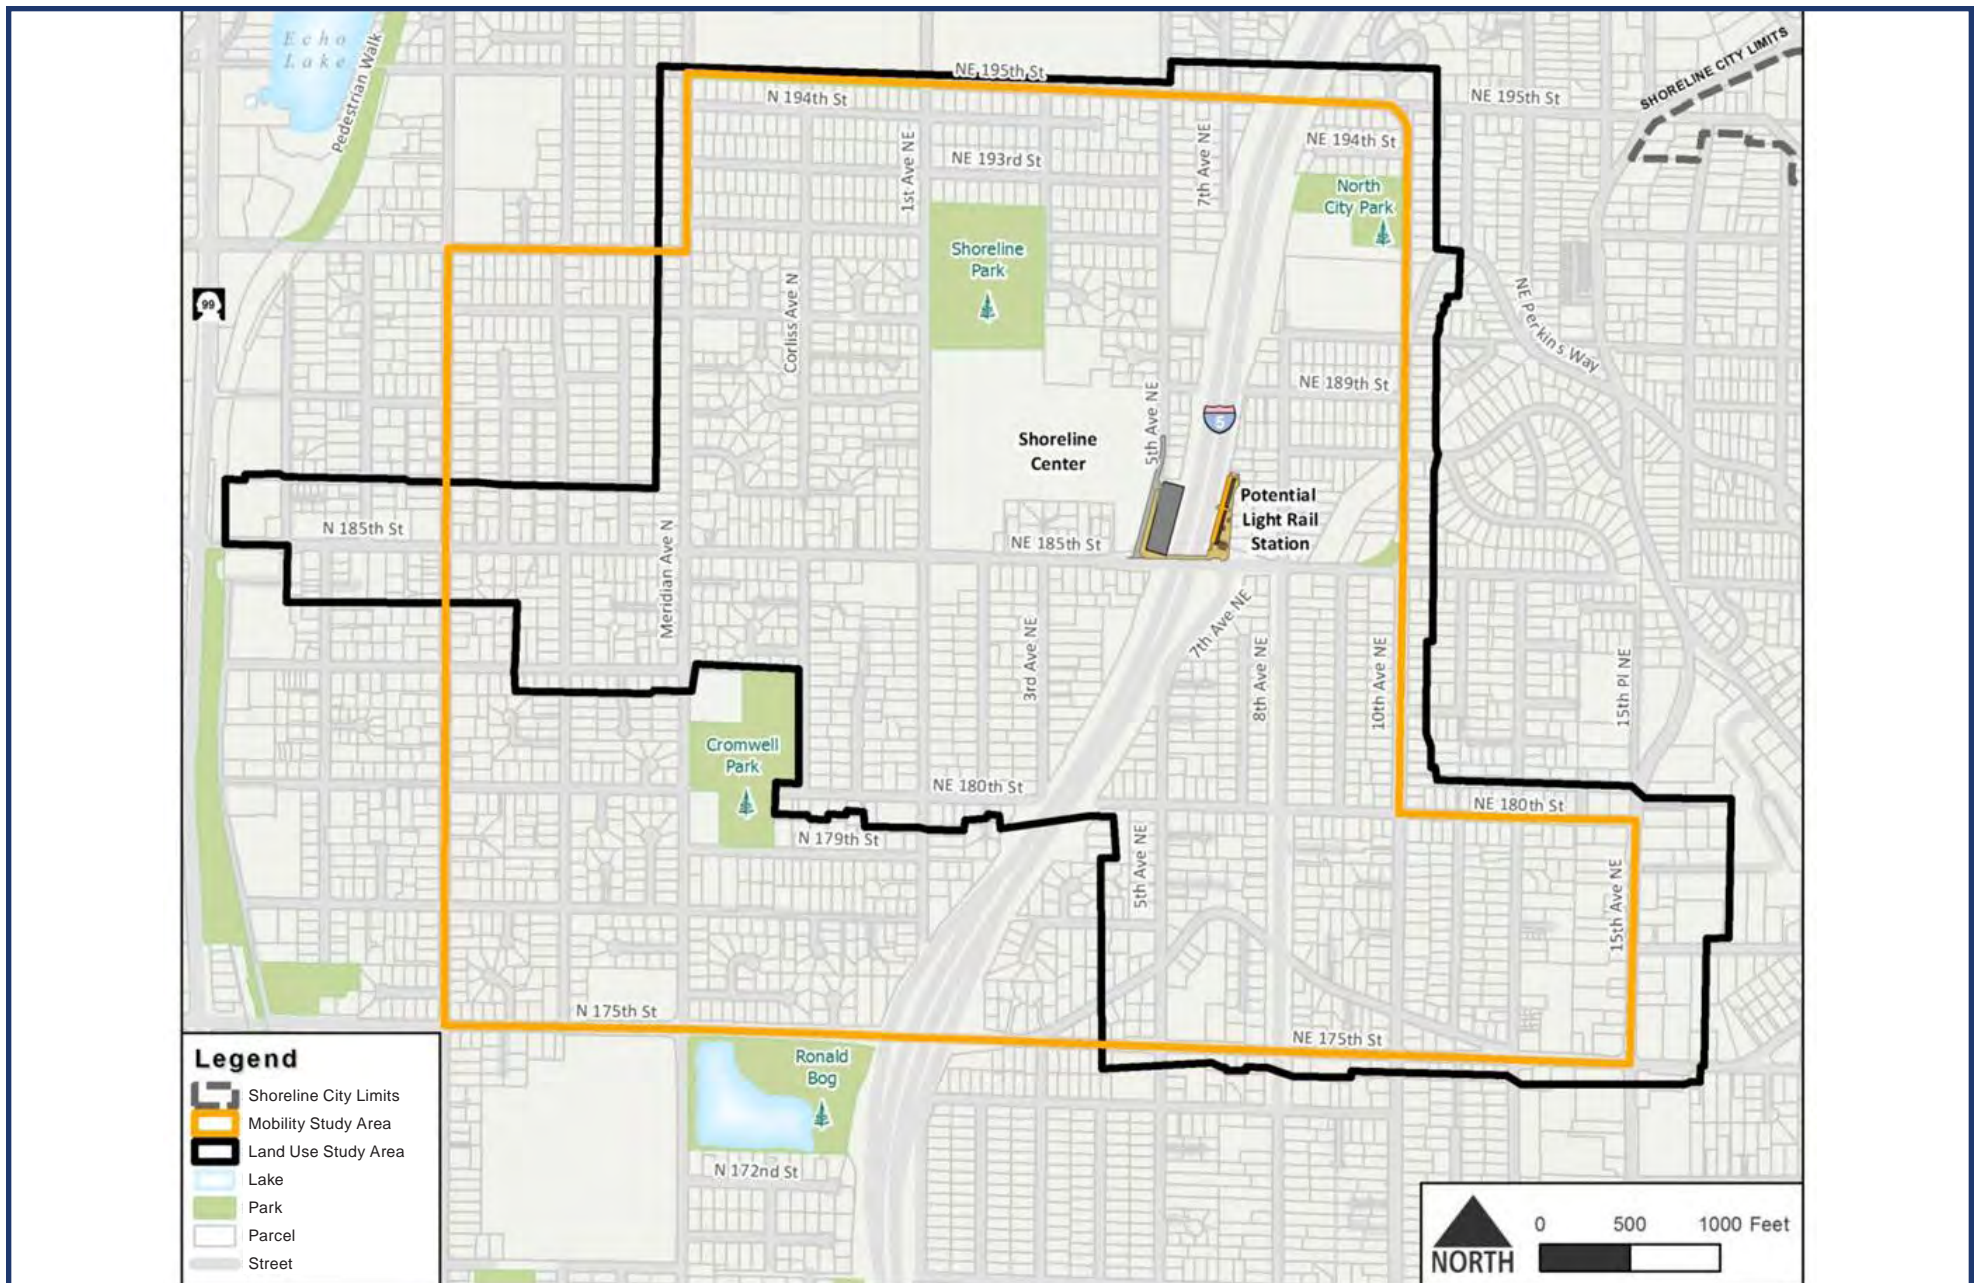 Echo
Lake
Pedestrian Walk
SHORELINE CITY LIMITS
NE 195th St
NE 195th St
N 194th St
NE 194th St
NE 193rd St
1st Ave NE
7th Ave NE
North
City Park
Shoreline
Park
Corliss Ave N
99
NE Perkins Way
NE 189th St
5th Ave NE
5
Shoreline
Center
Potential
Light Rail
Station
N 185th St
NE 185th St
Meridian Ave N
3rd Ave NE
7th Ave NE
8th Ave NE
10th Ave NE
15th Pl NE
Cromwell
Park
NE 180th St
NE 180th St
N 179th St
5th Ave NE
15th Ave NE
N 175th St
NE 175th St
Ronald
Bog
N 172nd St
Legend
Shoreline City Limits
Mobility Study Area
Land Use Study Area
Lake
Park
Parcel
Street
NORTH
0 500 1000 Feet